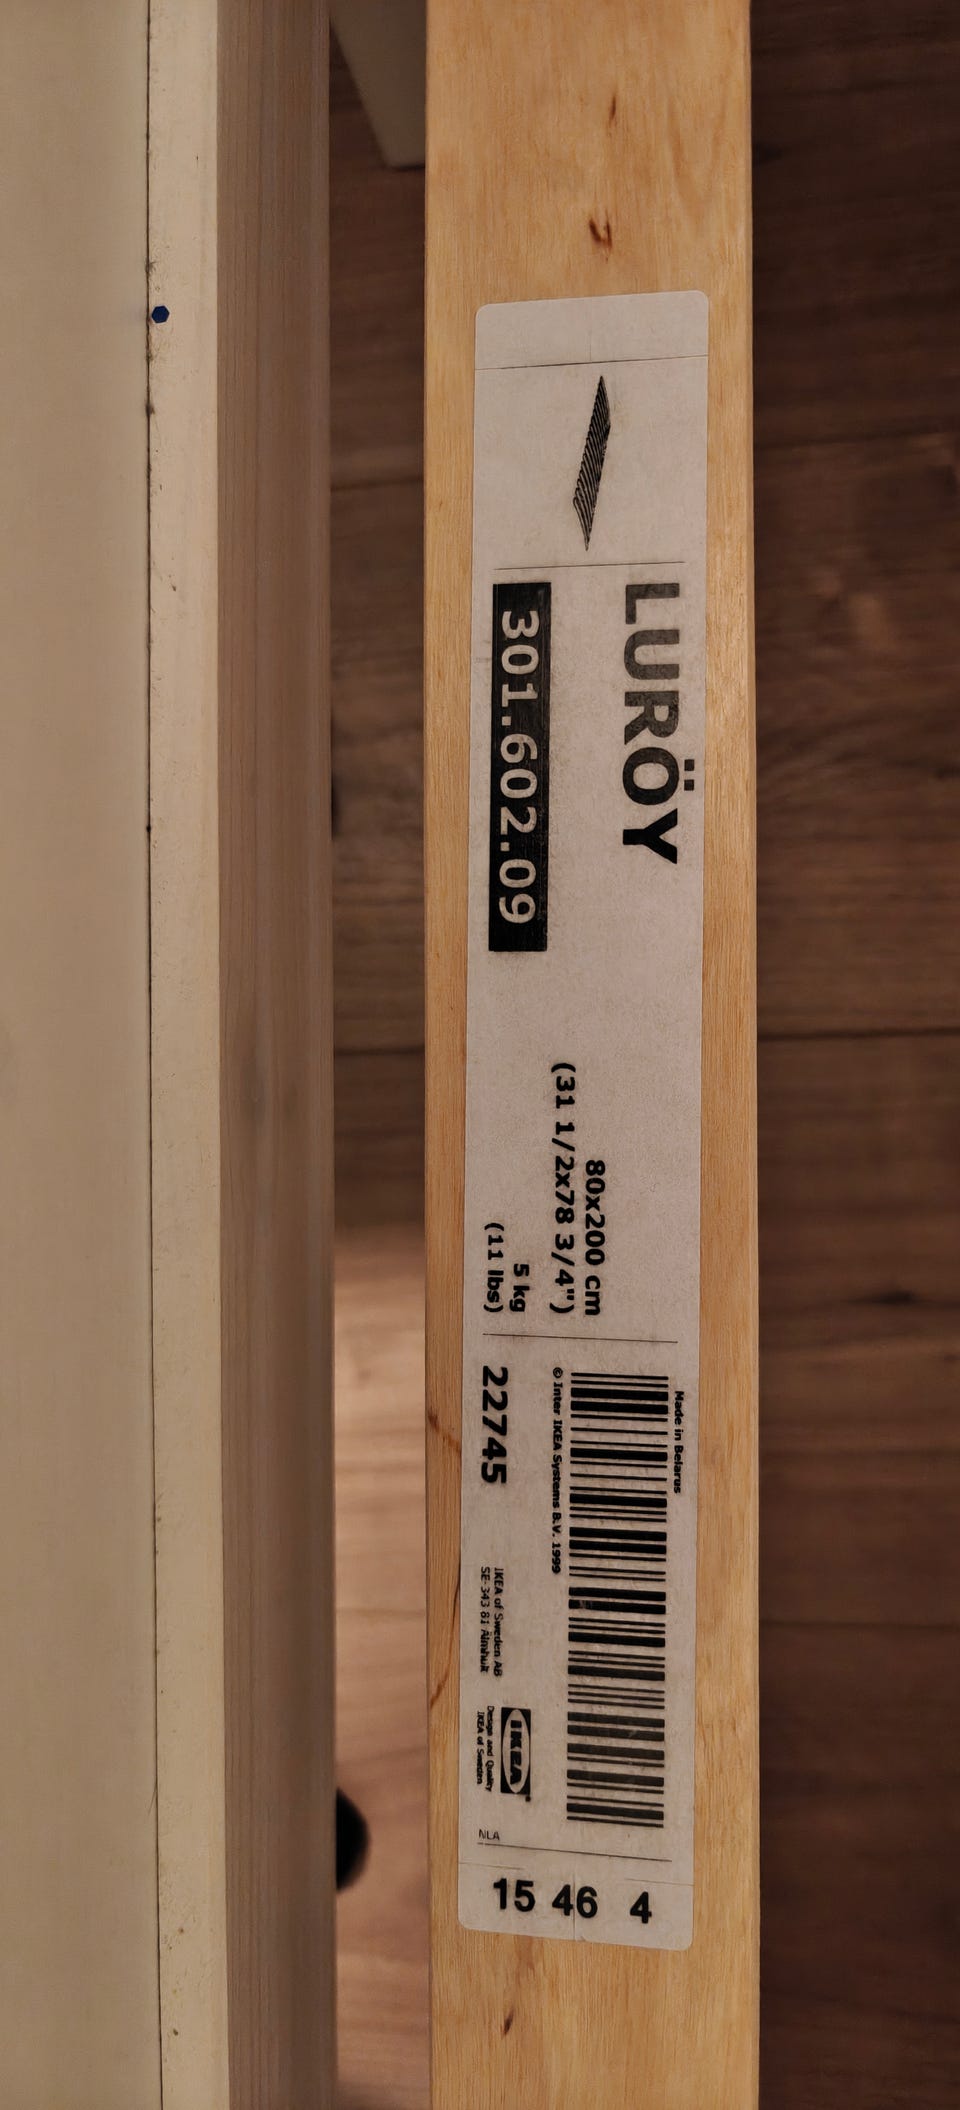 LURÖY
301.602.09
80x200 cm
(31 1/2x78 3/4")
5 kg
(11 lbs)
Made in Belarus
© Inter IKEA Systems B.V. 1999
22745
IKEA of Sweden AB
SE-343 81 Älmhult
IKEA®
Design and Quality
IKEA of Sweden
NLA
15 46 4